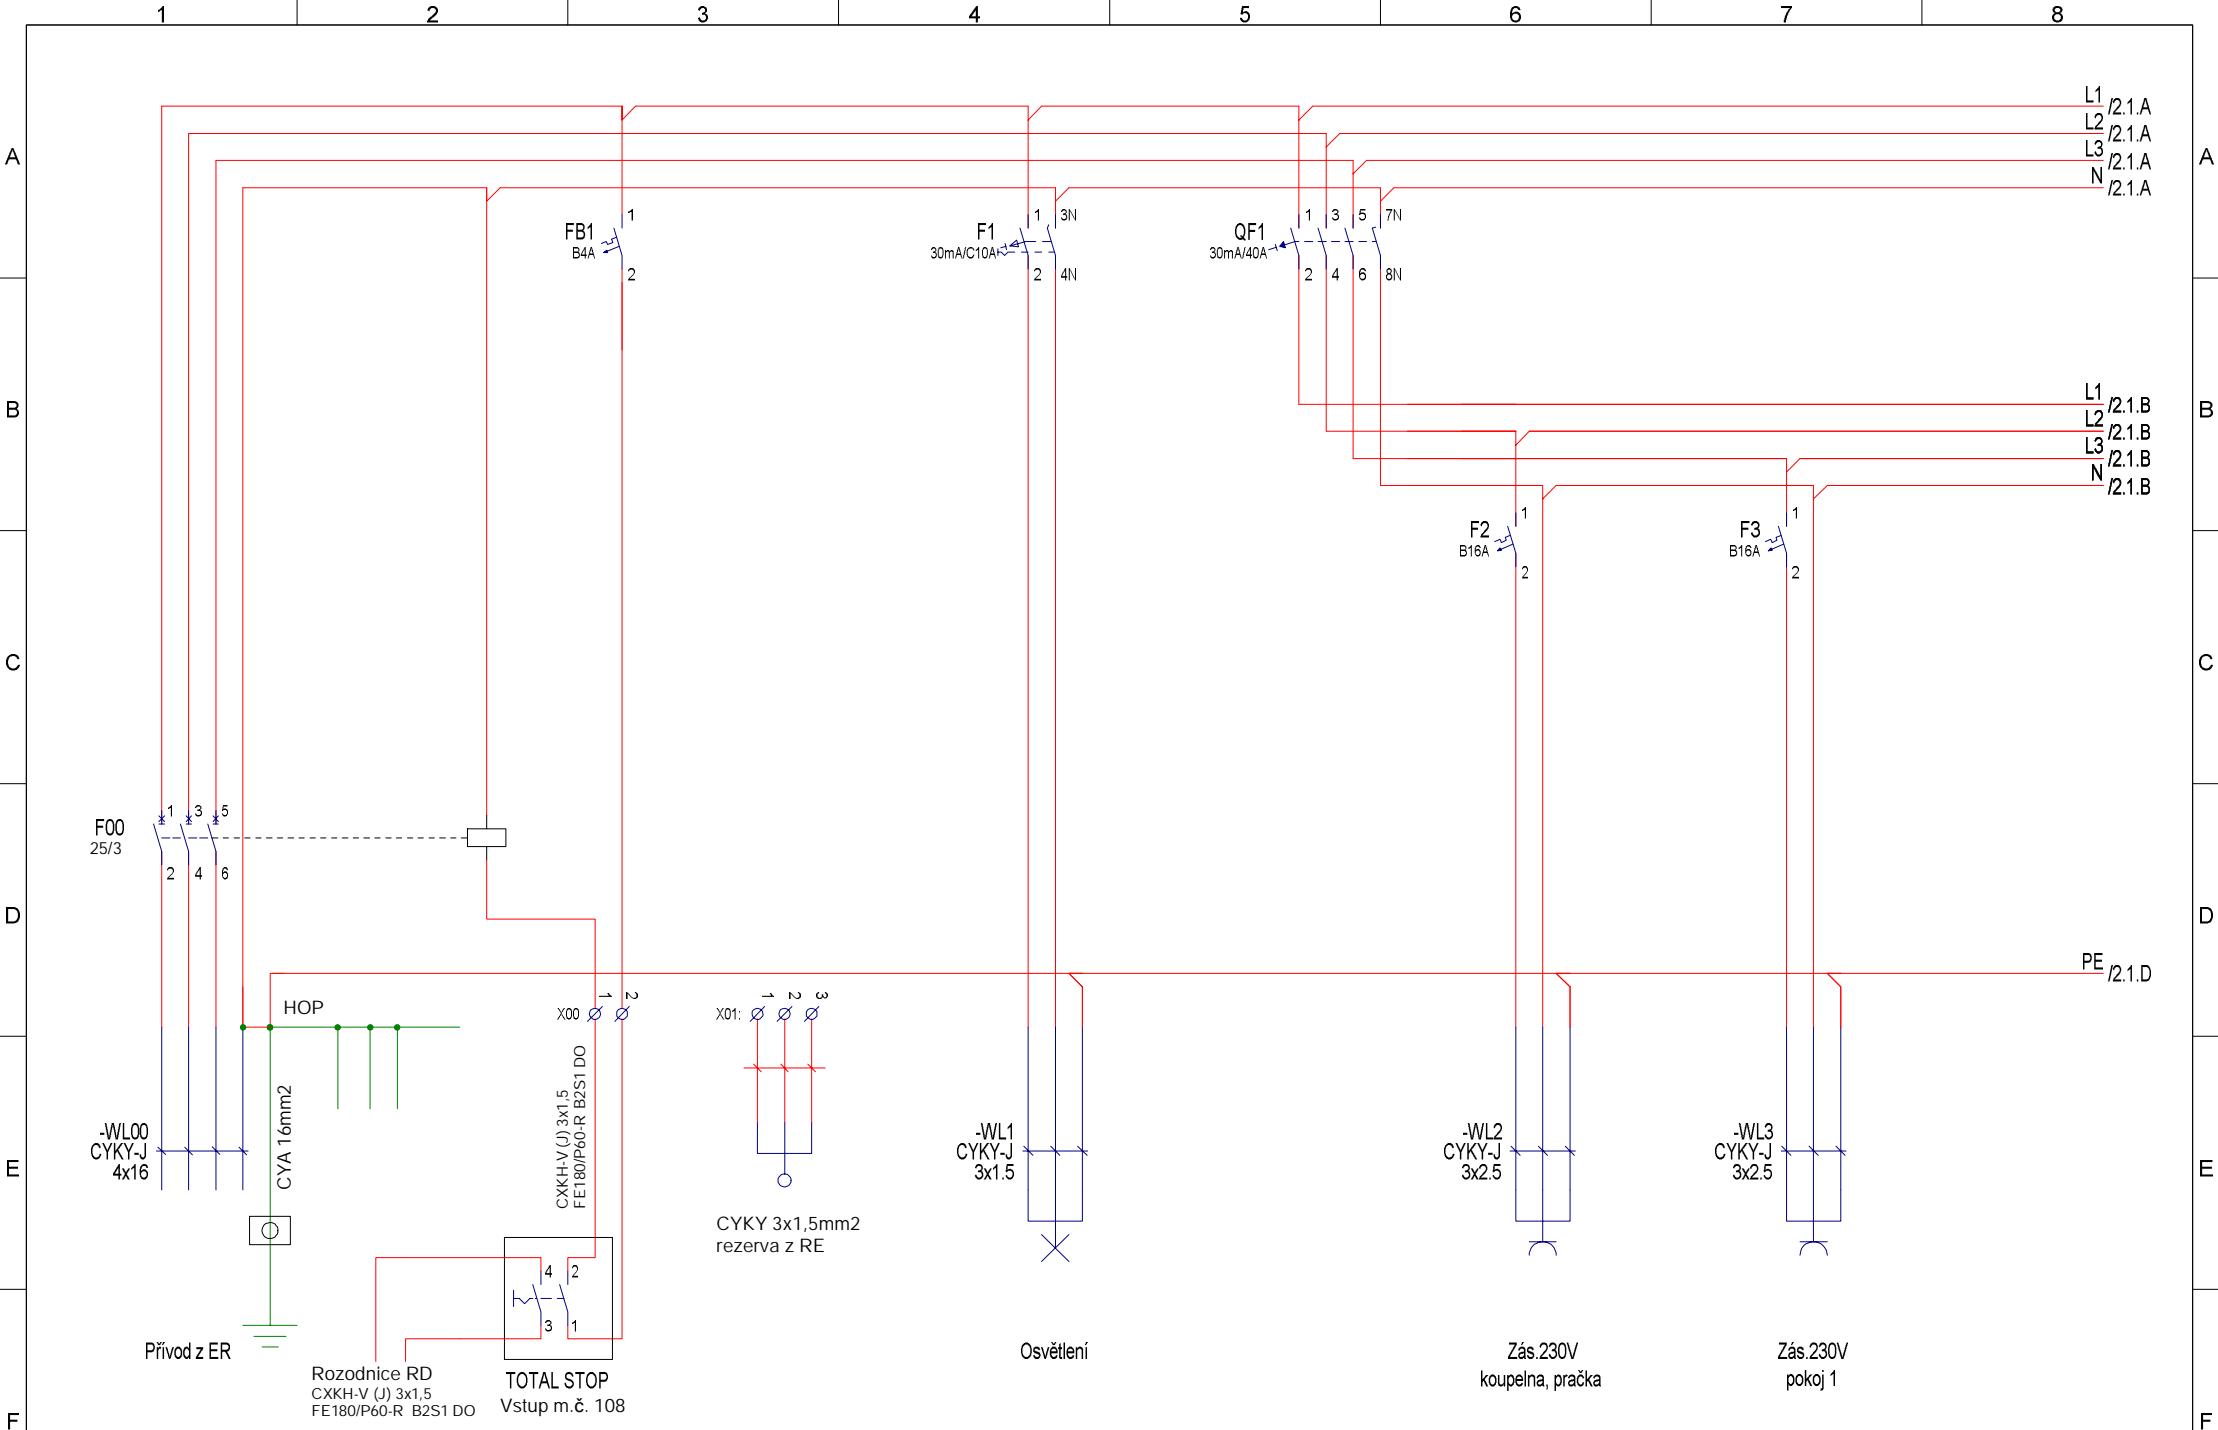 1 2 3 4 5 6 7 8
L1 /2.1.A
L2 /2.1.A
A L3 /2.1.A A
N /2.1.A
1 1 3N 1 3 5 7N
FB1 F1 QF1
B4A 30mA/C10A 30mA/40A
2 2 4N 2 4 6 8N
L1 /2.1.B
B B
L2 /2.1.B
L3 /2.1.B
N /2.1.B
1 1
F2 F3
B16A B16A
2 2
C C
1 3 5
F00
25/3
2 4 6
D D
PE /2.1.D
HOP
1 2 1 2 3
X00 X01:
CYA 16mm2
CXKH-V (J) 3x1,5
FE180/P60-R B2S1 DO
-WL00 -WL1 -WL2 -WL3
CYKY-J CYKY-J CYKY-J CYKY-J
E 4x16 3x1.5 3x2.5 3x2.5 E
CYKY 3x1,5mm2
rezerva z RE
4 2
3 1
Přívod z ER Osvětlení Zás.230V Zás.230V
koupelna, pračka pokoj 1
Rozodnice RD
CXKH-V (J) 3x1,5
FE180/P60-R B2S1 DO
TOTAL STOP
Vstup m.č. 108
F F